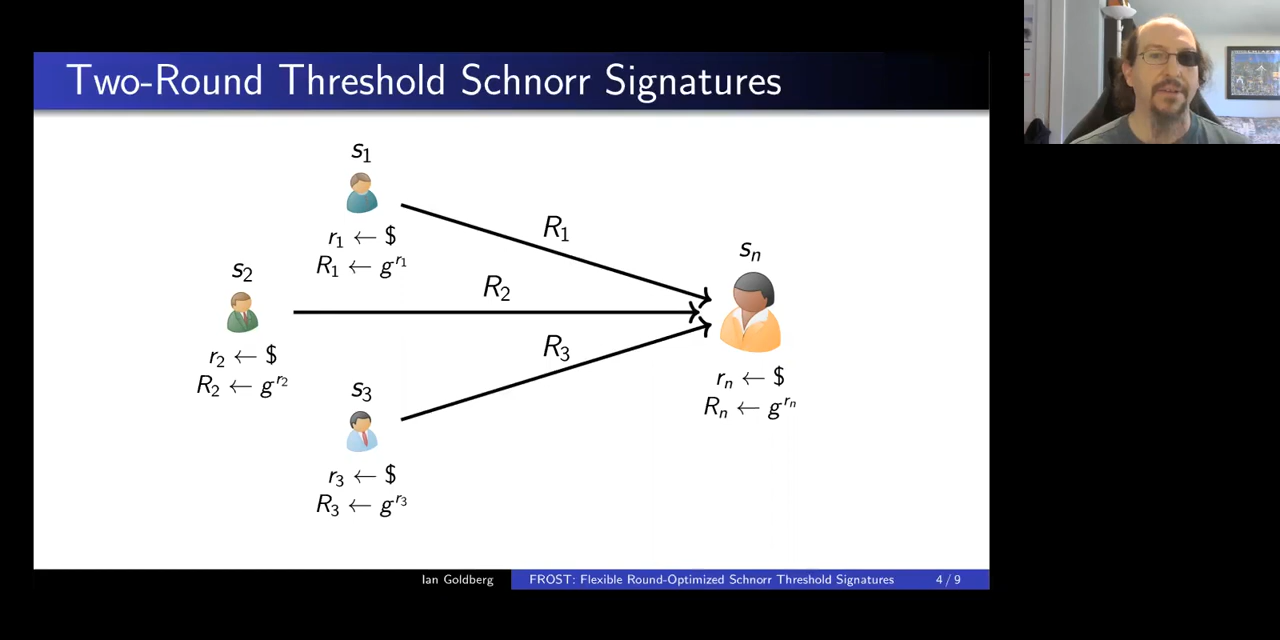 Two-Round Threshold Schnorr Signatures
s₁
r₁ ← $
R₁ ← g^r₁
R₁
s₂
r₂ ← $
R₂ ← g^r₂
R₂
s₃
r₃ ← $
R₃ ← g^r₃
R₃
sₙ
rₙ ← $
Rₙ ← g^rₙ
Ian Goldberg
FROST: Flexible Round-Optimized Schnorr Threshold Signatures
4 / 9